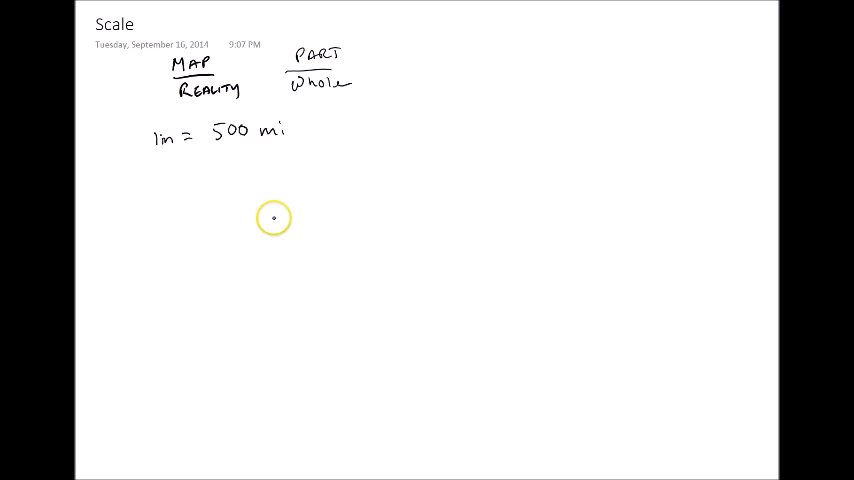 Scale
Tuesday, September 16, 2014 9:07 PM
MAP PART
REALITY Whole
1in = 500 mi